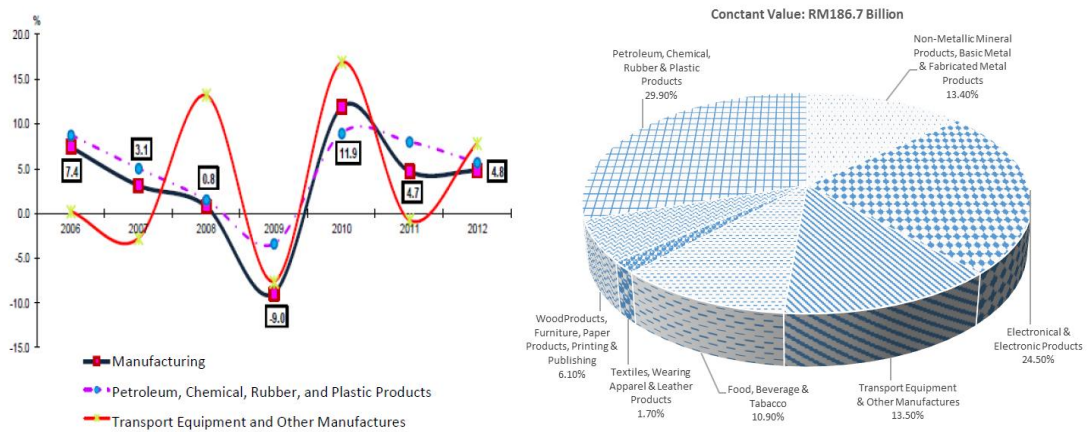 %
20.0
15.0
10.0
5.0
0.0
-5.0
-10.0
-15.0
7.4
3.1
0.8
-9.0
11.9
4.7
4.8
2006
2007
2008
2009
2010
2011
2012
Manufacturing
Petroleum, Chemical, Rubber, and Plastic Products
Transport Equipment and Other Manufactures
Conctant Value: RM186.7 Billion
Petroleum, Chemical,
Rubber & Plastic
Products
29.90%
Non-Metallic Mineral
Products, Basic Metal
& Fabricated Metal
Products
13.40%
Electronical &
Electronic Products
24.50%
Transport Equipment
& Other Manufactures
13.50%
Food, Beverage &
Tabacco
10.90%
Textiles, Wearing
Apparel & Leather
Products
1.70%
WoodProducts,
Furniture, Paper
Products, Printing &
Publishing
6.10%